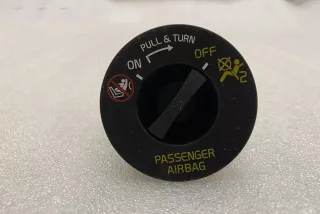 PULL & TURN
ON
OFF
2
PASSENGER
AIRBAG